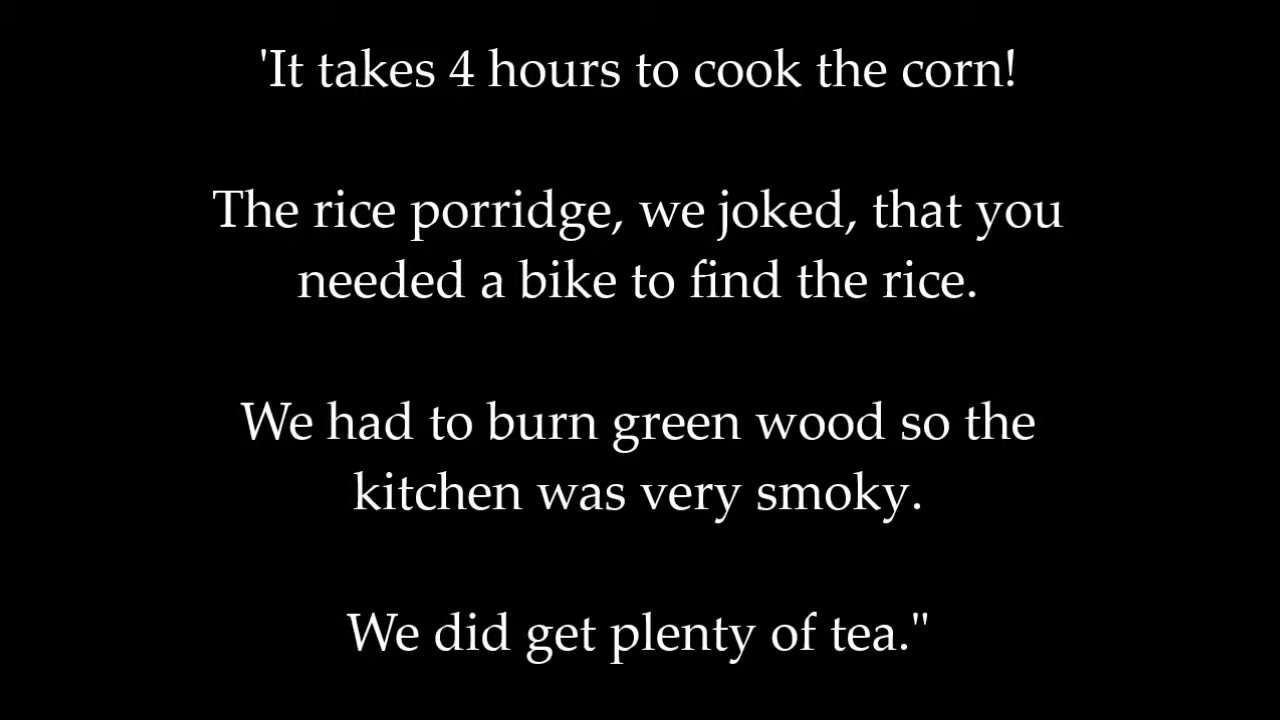 'It takes 4 hours to cook the corn!
The rice porridge, we joked, that you
needed a bike to find the rice.
We had to burn green wood so the
kitchen was very smoky.
We did get plenty of tea."